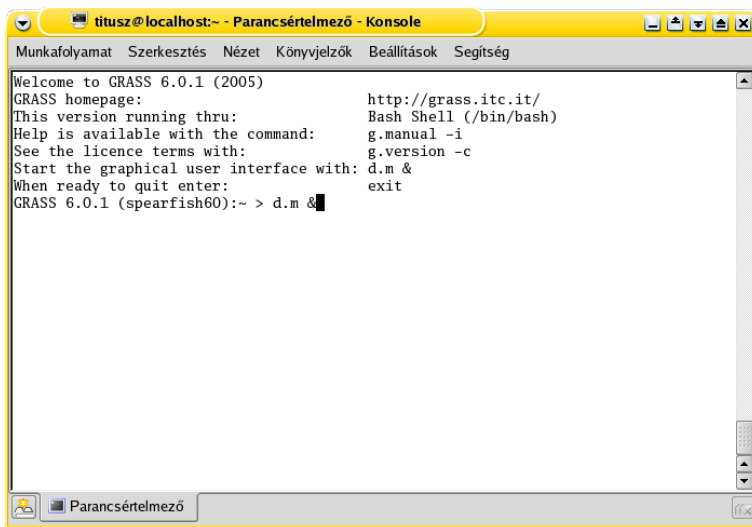 titusz@localhost:~ - Parancsértelmező - Konsole
Munkafolyamat Szerkesztés Nézet Könyvjelzők Beállítások Segítség
Welcome to GRASS 6.0.1 (2005)
GRASS homepage: http://grass.itc.it/
This version running thru: Bash Shell (/bin/bash)
Help is available with the command: g.manual -i
See the licence terms with: g.version -c
Start the graphical user interface with: d.m &
When ready to quit enter: exit
GRASS 6.0.1 (spearfish60):~ > d.m &
Parancsértelmező